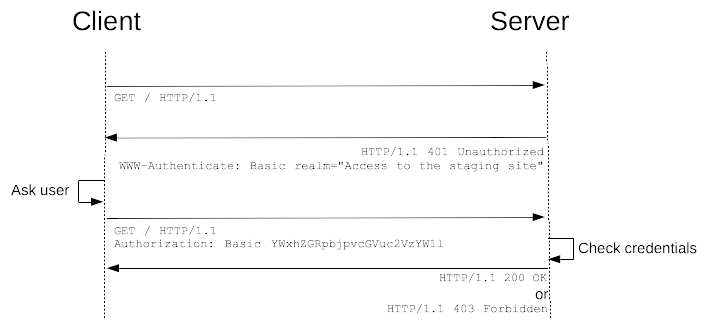 Client
Server
GET / HTTP/1.1
HTTP/1.1 401 Unauthorized
WWW-Authenticate: Basic realm="Access to the staging site"
Ask user
GET / HTTP/1.1
Authorization: Basic YWxhZGRpbjpvcGVuc2VzYW1l
Check credentials
HTTP/1.1 200 OK
or
HTTP/1.1 403 Forbidden